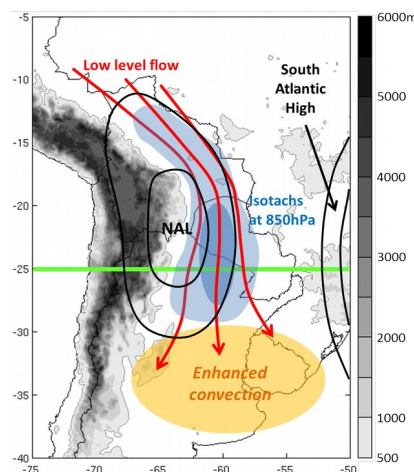 -5
6000m
Low level flow
South
Atlantic
High
-10
5000
-15
4000
Isotachs
at 850hPa
-20
NAL
3000
-25
2000
-30
Enhanced
convection
-35
1000
-40
500
-75
-70
-65
-60
-55
-50